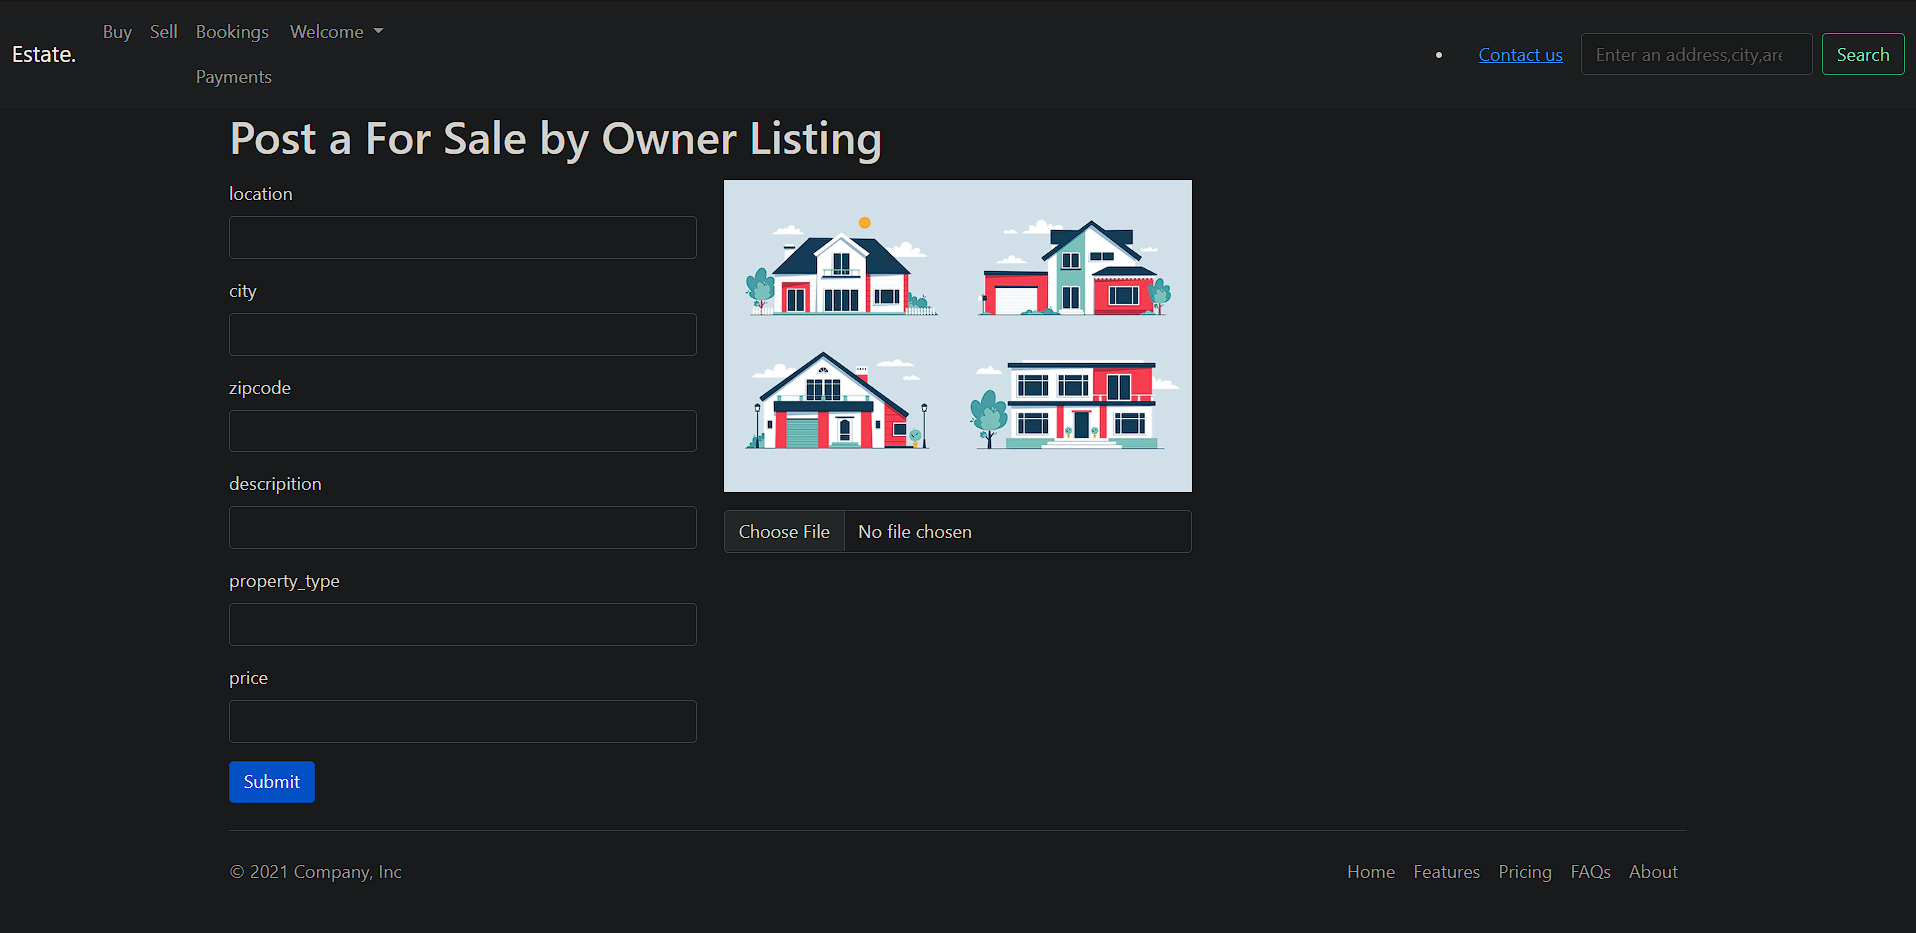 Estate.
Buy Sell Bookings Welcome
Payments
Contact us
Enter an address,city,are
Search
Post a For Sale by Owner Listing
location
city
zipcode
descripition
property_type
price
Choose File No file chosen
Submit
© 2021 Company, Inc
Home Features Pricing FAQs About